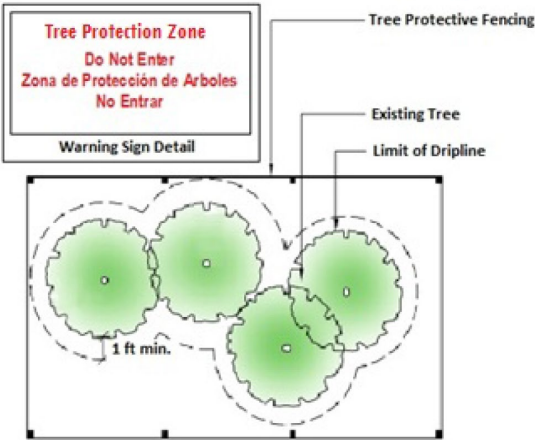 Tree Protection Zone
Do Not Enter
Zona de Protección de Arboles
No Entrar
Warning Sign Detail
Tree Protective Fencing
Existing Tree
Limit of Dripline
1 ft min.